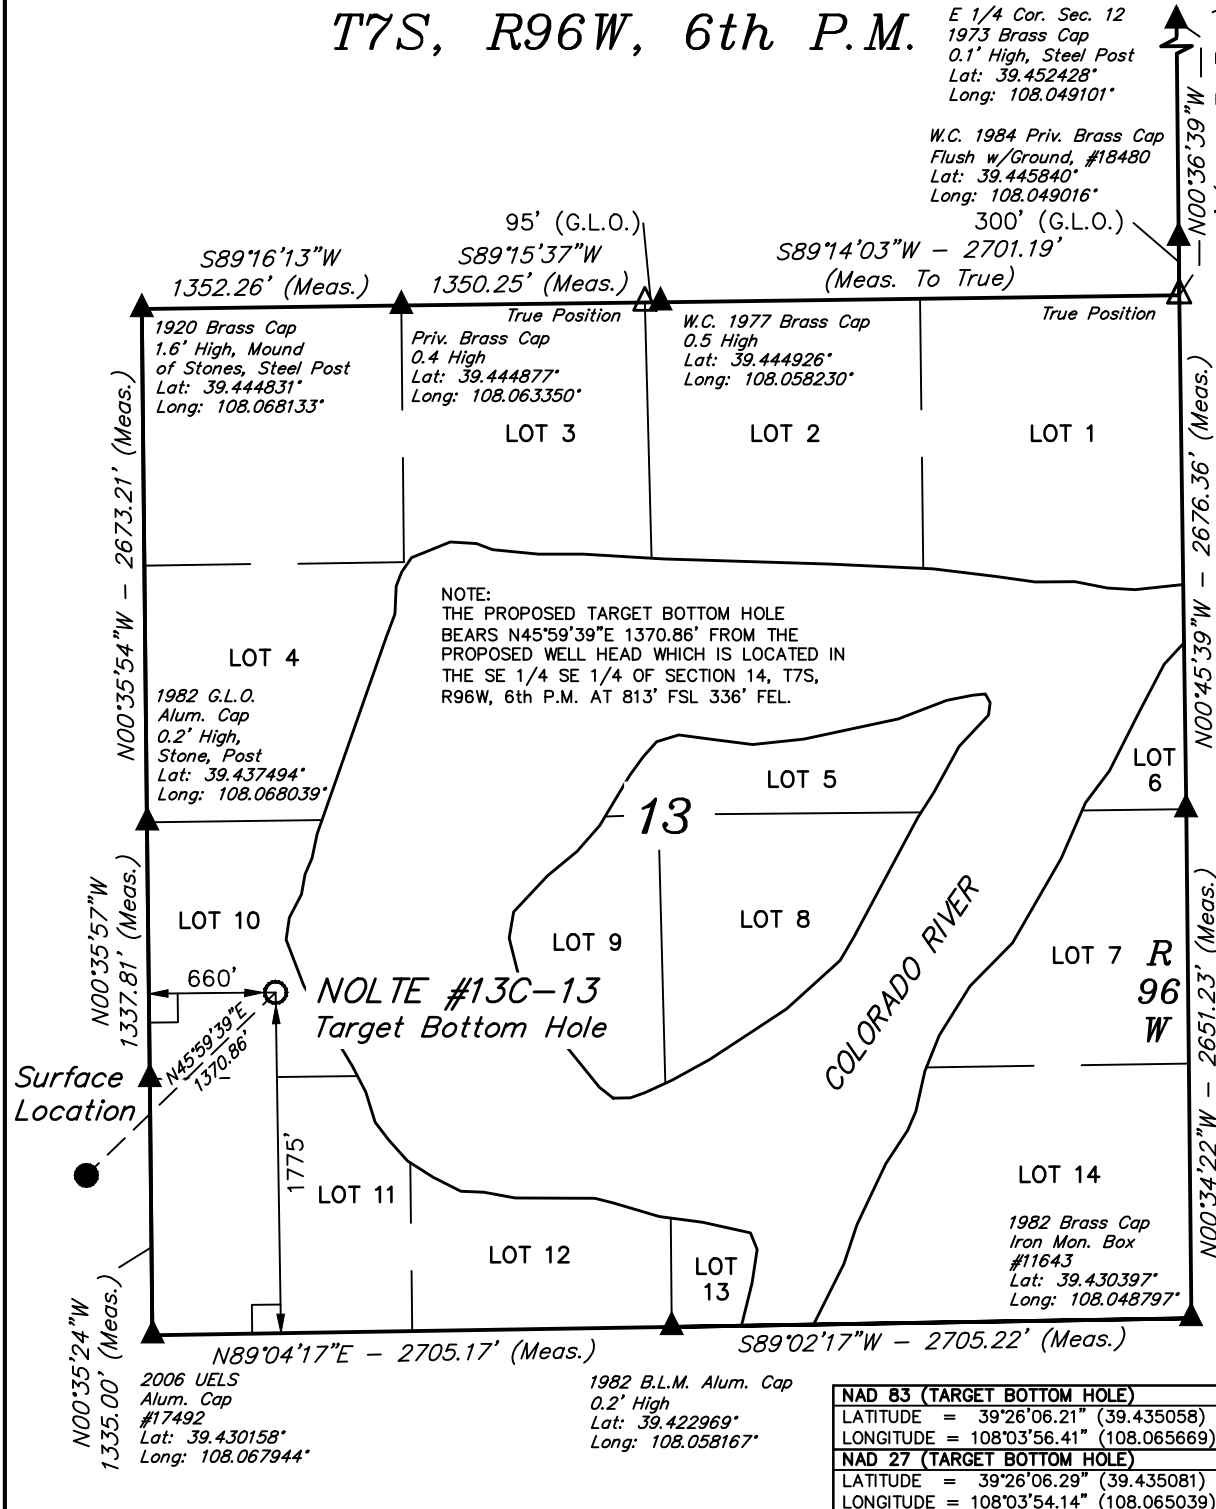 T7S, R96W, 6th P.M.
E 1/4 Cor. Sec. 12
1973 Brass Cap
0.1' High, Steel Post
Lat: 39.452428°
Long: 108.049101°
W.C. 1984 Priv. Brass Cap
Flush w/Ground, #18480
Lat: 39.445840°
Long: 108.049016°
N00°36'39"W
95' (G.L.O.)
300' (G.L.O.)
S89°16'13"W
1352.26' (Meas.)
S89°15'37"W
1350.25' (Meas.)
S89°14'03"W - 2701.19'
(Meas. To True)
True Position
True Position
1920 Brass Cap
1.6' High, Mound
of Stones, Steel Post
Lat: 39.444831°
Long: 108.068133°
Priv. Brass Cap
0.4 High
Lat: 39.444877°
Long: 108.063350°
W.C. 1977 Brass Cap
0.5 High
Lat: 39.444926°
Long: 108.058230°
LOT 3
LOT 2
LOT 1
N00°35'54"W - 2673.21' (Meas.)
N00°45'39"W - 2676.36' (Meas.)
NOTE:
THE PROPOSED TARGET BOTTOM HOLE
BEARS N45°59'39"E 1370.86' FROM THE
PROPOSED WELL HEAD WHICH IS LOCATED IN
THE SE 1/4 SE 1/4 OF SECTION 14, T7S,
R96W, 6th P.M. AT 813' FSL 336' FEL.
LOT 4
1982 G.L.O.
Alum. Cap
0.2' High,
Stone, Post
Lat: 39.437494°
Long: 108.068039°
LOT 5
LOT
6
13
LOT 10
LOT 9
LOT 8
LOT 7
R
96
W
COLORADO RIVER
N00°35'57"W
1337.81' (Meas.)
660'
NOLTE #13C-13
Target Bottom Hole
N45°59'39"E
1370.86'
Surface
Location
1775'
N00°34'22"W - 2651.23' (Meas.)
LOT 11
LOT 12
LOT
13
LOT 14
1982 Brass Cap
Iron Mon. Box
#11643
Lat: 39.430397°
Long: 108.048797°
N00°35'24"W
1335.00' (Meas.)
N89°04'17"E - 2705.17' (Meas.)
S89°02'17"W - 2705.22' (Meas.)
2006 UELS
Alum. Cap
#17492
Lat: 39.430158°
Long: 108.067944°
1982 B.L.M. Alum. Cap
0.2' High
Lat: 39.422969°
Long: 108.058167°
NAD 83 (TARGET BOTTOM HOLE)
LATITUDE = 39°26'06.21" (39.435058)
LONGITUDE = 108°03'56.41" (108.065669)
NAD 27 (TARGET BOTTOM HOLE)
LATITUDE = 39°26'06.29" (39.435081)
LONGITUDE = 108°03'54.14" (108.065039)